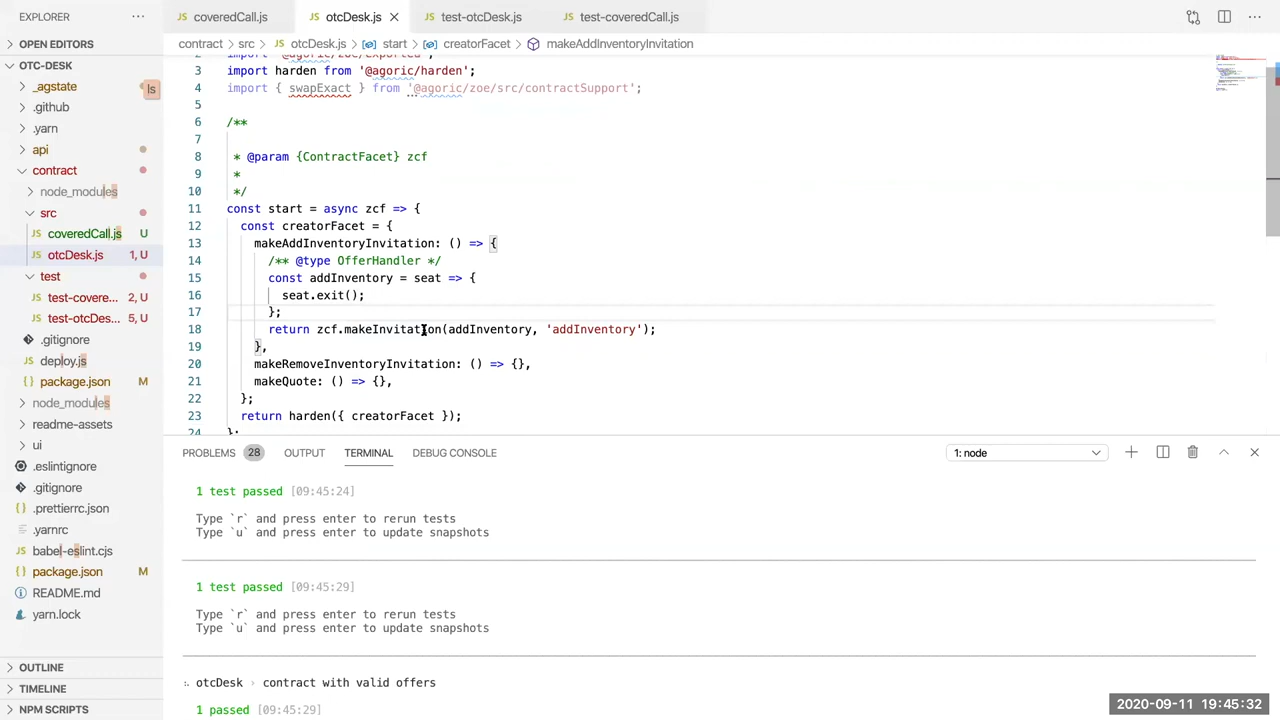 EXPLORER
OPEN EDITORS
OTC-DESK
_agstate
ls
.github
.yarn
api
contract
node_modules
src
coveredCall.js U
otcDesk.js 1, U
test
test-covere... 2, U
test-otcDes... 5, U
.gitignore
deploy.js
package.json M
node_modules
readme-assets
ui
.eslintignore
.gitignore
.prettierrc.json
.yarnrc
babel-eslint.cjs
package.json M
README.md
yarn.lock
OUTLINE
TIMELINE
NPM SCRIPTS
JS coveredCall.js JS otcDesk.js JS test-otcDesk.js JS test-coveredCall.js
contract > src > JS otcDesk.js > start > creatorFacet > makeAddInventoryInvitation
2 import '@agoric/zoe/exported';
3 import harden from '@agoric/harden';
4 import { swapExact } from '@agoric/zoe/src/contractSupport';
5
6 /**
7
8 * @param {ContractFacet} zcf
9 *
10 */
11 const start = async zcf => {
12 const creatorFacet = {
13 makeAddInventoryInvitation: () => {
14 /** @type OfferHandler */
15 const addInventory = seat => {
16 seat.exit();
17 };
18 return zcf.makeInvitation(addInventory, 'addInventory');
19 },
20 makeRemoveInventoryInvitation: () => {},
21 makeQuote: () => {},
22 };
23 return harden({ creatorFacet });
24 };
PROBLEMS 28 OUTPUT TERMINAL DEBUG CONSOLE 1: node
1 test passed [09:45:24]
Type `r` and press enter to rerun tests
Type `u` and press enter to update snapshots
1 test passed [09:45:29]
Type `r` and press enter to rerun tests
Type `u` and press enter to update snapshots
otcDesk › contract with valid offers
1 passed [09:45:29]
2020-09-11 19:45:32